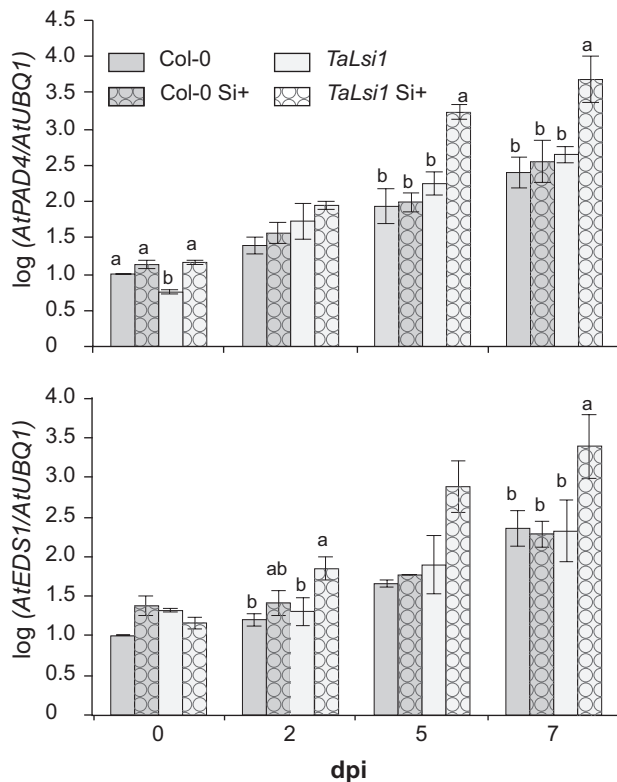 4.5
4.0
3.5
3.0
2.5
2.0
1.5
1.0
0.5
0
log (AtPAD4/AtUBQ1)
Col-0 TaLsi1
Col-0 Si+ TaLsi1 Si+
a a b a
b b b a
b b b a
4.0
3.5
3.0
2.5
2.0
1.5
1.0
0.5
0
log (AtEDS1/AtUBQ1)
b ab b a
b b b a
0 2 5 7
dpi